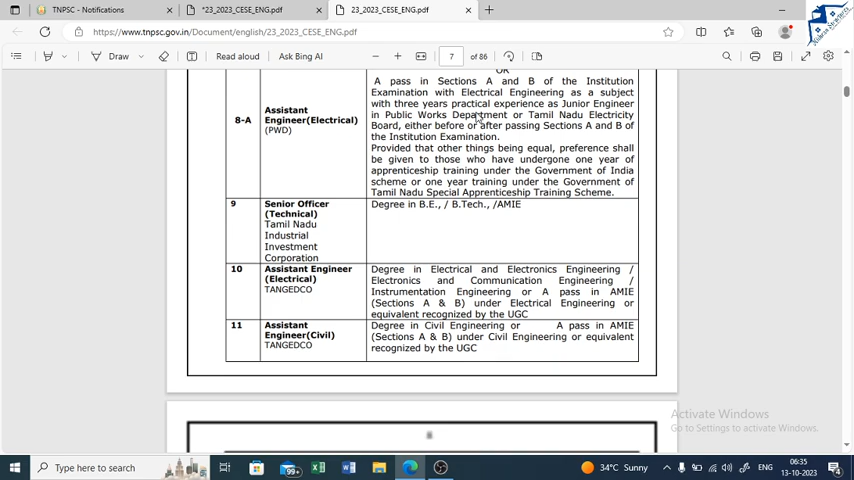 TNPSC - Notifications
*23_2023_CESE_ENG.pdf
23_2023_CESE_ENG.pdf
https://www.tnpsc.gov.in/Document/english/23_2023_CESE_ENG.pdf
Draw
Read aloud
Ask Bing AI
7 of 86
OR
8-A
Assistant
Engineer(Electrical)
(PWD)
A pass in Sections A and B of the Institution
Examination with Electrical Engineering as a subject
with three years practical experience as Junior Engineer
in Public Works Department or Tamil Nadu Electricity
Board, either before or after passing Sections A and B of
the Institution Examination.
Provided that other things being equal, preference shall
be given to those who have undergone one year of
apprenticeship training under the Government of India
scheme or one year training under the Government of
Tamil Nadu Special Apprenticeship Training Scheme.
9
Senior Officer
(Technical)
Tamil Nadu
Industrial
Investment
Corporation
Degree in B.E., / B.Tech., /AMIE
10
Assistant Engineer
(Electrical)
TANGEDCO
Degree in Electrical and Electronics Engineering /
Electronics and Communication Engineering /
Instrumentation Engineering or A pass in AMIE
(Sections A & B) under Electrical Engineering or
equivalent recognized by the UGC
11
Assistant
Engineer(Civil)
TANGEDCO
Degree in Civil Engineering or A pass in AMIE
(Sections A & B) under Civil Engineering or equivalent
recognized by the UGC
Activate Windows
Go to Settings to activate Windows.
Type here to search
99+
34°C Sunny
ENG
06:35
13-10-2023
4